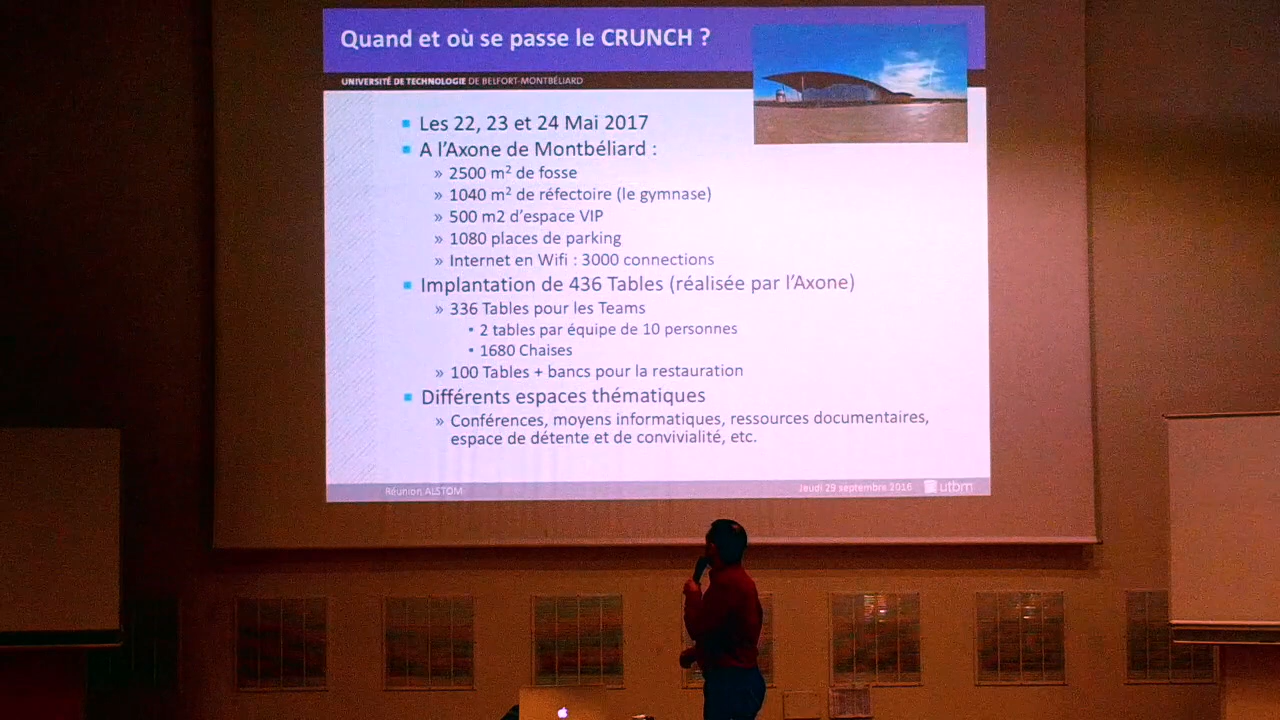 Quand et où se passe le CRUNCH ?
UNIVERSITÉ DE TECHNOLOGIE DE BELFORT-MONTBÉLIARD
Les 22, 23 et 24 Mai 2017
A l'Axone de Montbéliard :
» 2500 m² de fosse
» 1040 m² de réfectoire (le gymnase)
» 500 m2 d'espace VIP
» 1080 places de parking
» Internet en Wifi : 3000 connections
Implantation de 436 Tables (réalisée par l'Axone)
» 336 Tables pour les Teams
• 2 tables par équipe de 10 personnes
• 1680 Chaises
» 100 Tables + bancs pour la restauration
Différents espaces thématiques
» Conférences, moyens informatiques, ressources documentaires,
espace de détente et de convivialité, etc.
Réunion ALSTOM Jeudi 29 septembre 2016 utbm